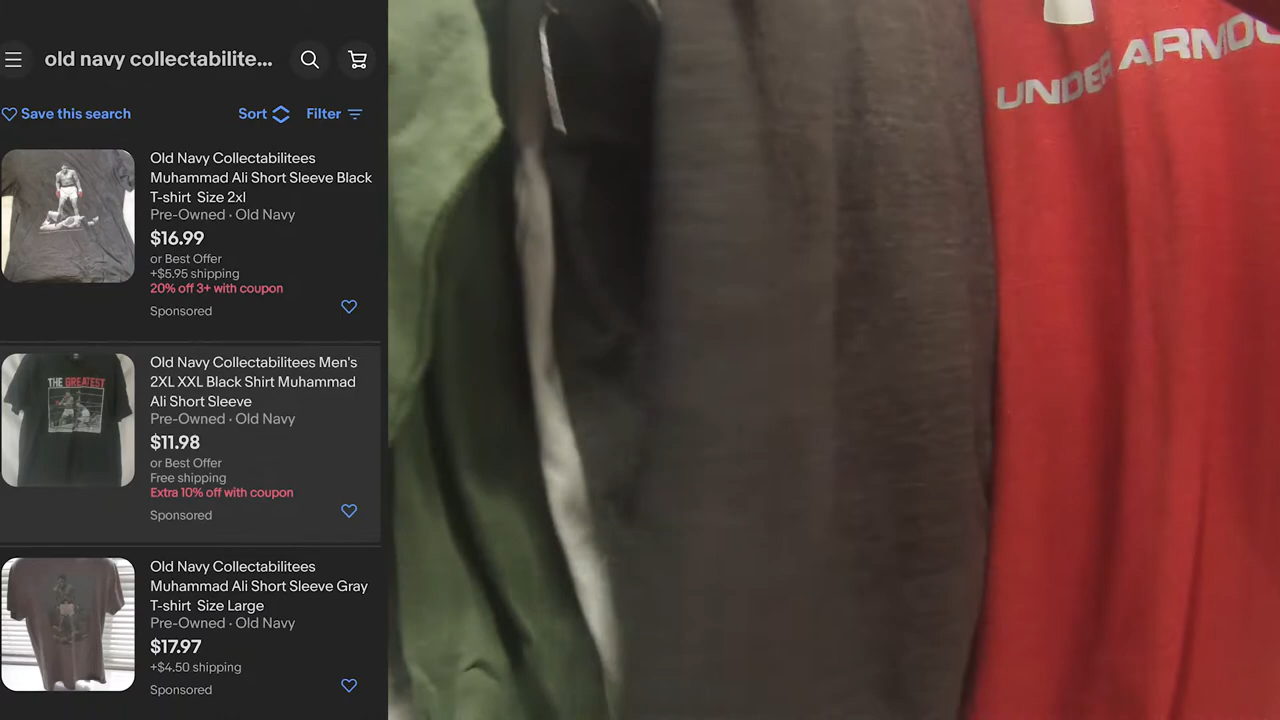 old navy collectabilite...
Save this search
Sort
Filter
Old Navy Collectabilitees
Muhammad Ali Short Sleeve Black
T-shirt Size 2xl
Pre-Owned · Old Navy
$16.99
or Best Offer
+$5.95 shipping
20% off 3+ with coupon
Sponsored
THE GREATEST
Old Navy Collectabilitees Men's
2XL XXL Black Shirt Muhammad
Ali Short Sleeve
Pre-Owned · Old Navy
$11.98
or Best Offer
Free shipping
Extra 10% off with coupon
Sponsored
Old Navy Collectabilitees
Muhammad Ali Short Sleeve Gray
T-shirt Size Large
Pre-Owned · Old Navy
$17.97
+$4.50 shipping
Sponsored
UNDER ARMOU